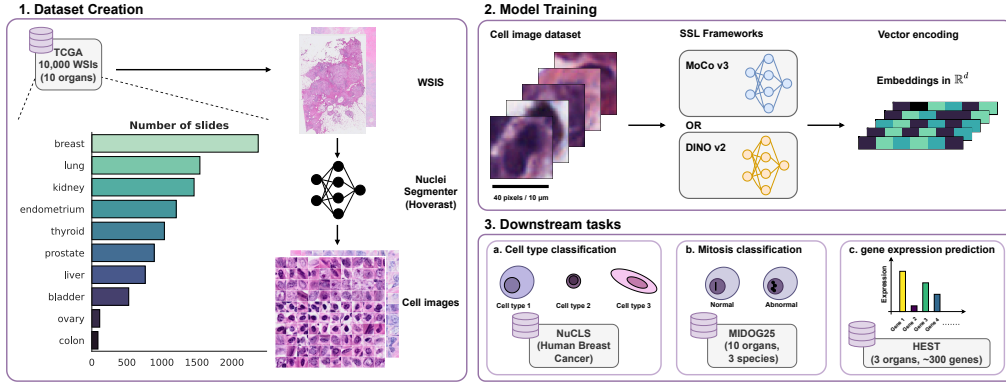 1. Dataset Creation
TCGA
10,000 WSIs
(10 organs)
WSIS
Number of slides
breast
lung
kidney
endometrium
thyroid
prostate
liver
bladder
ovary
colon
0 500 1000 1500 2000
Nuclei
Segmenter
(Hoverast)
Cell images
2. Model Training
Cell image dataset
40 pixels / 10 μm
SSL Frameworks
MoCo v3
OR
DINO v2
Vector encoding
Embeddings in ℝᵈ
3. Downstream tasks
a. Cell type classification
Cell type 1 Cell type 2 Cell type 3
NuCLS
(Human Breast
Cancer)
b. Mitosis classification
Normal Abnormal
MIDOG25
(10 organs,
3 species)
c. gene expression prediction
Expression
Gene 1 Gene 2 Gene 3 Gene 4 ........
HEST
(3 organs, ~300 genes)